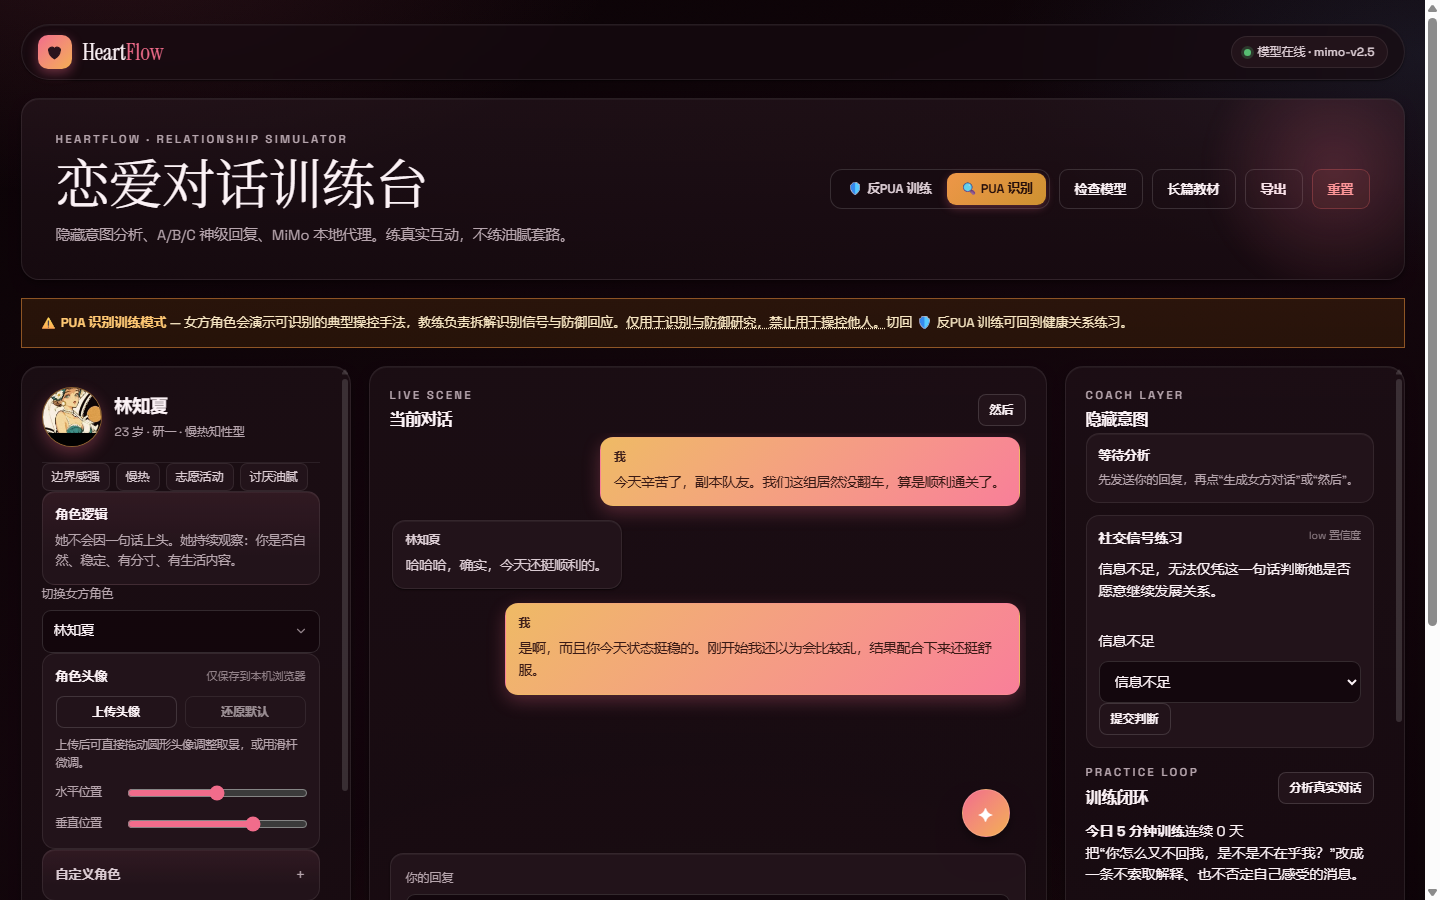 HeartFlow
模型在线 · mimo-v2.5
HEARTFLOW · RELATIONSHIP SIMULATOR
恋爱对话训练台
隐藏意图分析、A/B/C 神级回复、MiMo 本地代理。练真实互动，不练油腻套路。
反PUA 训练
PUA 识别
检查模型
长篇教材
导出
重置
PUA 识别训练模式 — 女方角色会演示可识别的典型操控手法，教练负责拆解识别信号与防御回应。仅用于识别与防御研究，禁止用于操控他人。切回 反PUA 训练可回到健康关系练习。
林知夏
23 岁 · 研一 · 慢热知性型
边界感强
慢热
志愿活动
讨厌油腻
角色逻辑
她不会因一句话上头。她持续观察：你是否自
然、稳定、有分寸、有生活内容。
切换女方角色
林知夏
角色头像
仅保存到本机浏览器
上传头像
还原默认
上传后可直接拖动圆形头像调整取景，或用滑杆
微调。
水平位置
垂直位置
自定义角色
+
LIVE SCENE
当前对话
然后
我
今天辛苦了，副本队友。我们这组居然没翻车，算是顺利通关了。
林知夏
哈哈哈，确实，今天还挺顺利的。
我
是啊，而且你今天状态挺稳的。刚开始我还以为会比较乱，结果配合下来还挺舒
服。
你的回复
COACH LAYER
隐藏意图
等待分析
先发送你的回复，再点“生成女方对话”或“然后”。
社交信号练习
low 置信度
信息不足，无法仅凭这一句话判断她是否
愿意继续发展关系。
信息不足
信息不足
提交判断
PRACTICE LOOP
训练闭环
分析真实对话
今日 5 分钟训练连续 0 天
把“你怎么又不回我，是不是不在乎我？”改成
一条不索取解释、也不否定自己感受的消息。